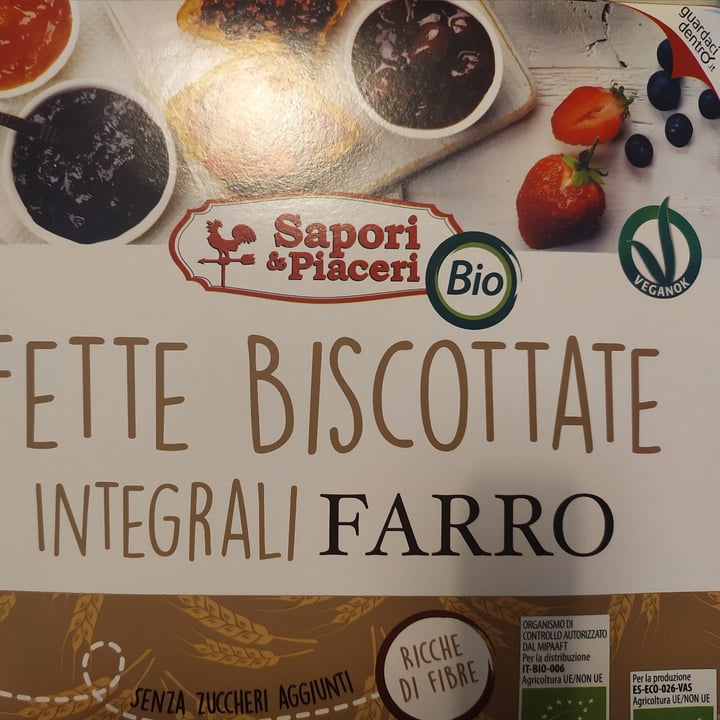 guardaci
dentro.it
Sapori
& Piaceri
Bio
VEGANOK
FETTE BISCOTTATE
INTEGRALI FARRO
SENZA ZUCCHERI AGGIUNTI
RICCHE
DI FIBRE
ORGANISMO DI
CONTROLLO AUTORIZZATO
DAL MIPAAFT
Per la distribuzione
IT-BIO-006
Agricoltura UE/NON UE
Per la produzione
ES-ECO-026-VAS
Agricoltura UE/NON UE